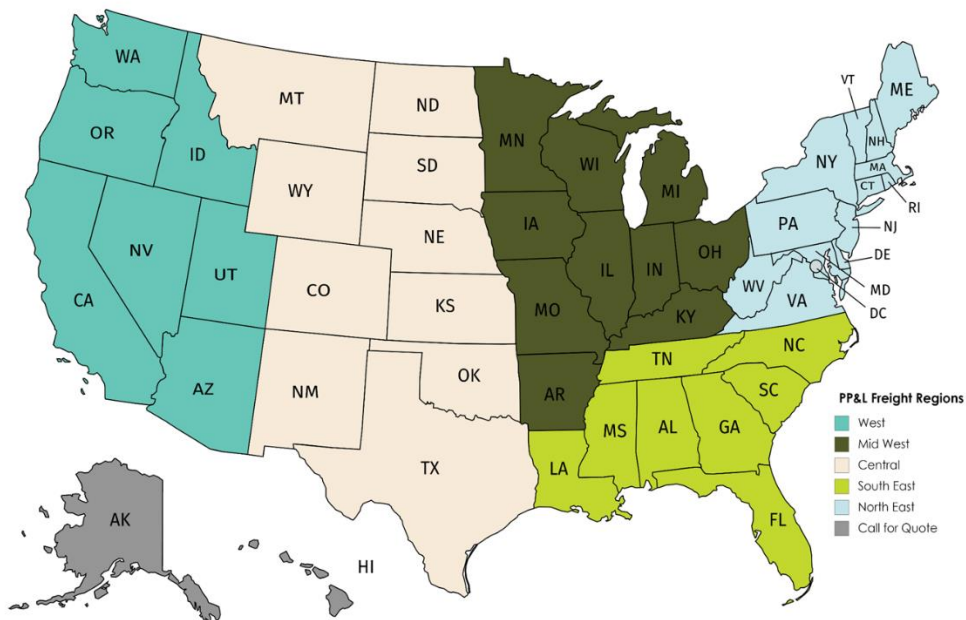 WA
MT
ND
MN
VT
ME
OR
ID
SD
WI
MI
NY
NH
MA
CT
RI
WY
IA
PA
NJ
NE
OH
NV
UT
IL
IN
WV
DE
MD
DC
CA
CO
KS
MO
KY
VA
AZ
NM
OK
AR
TN
NC
SC
MS
AL
GA
TX
LA
FL
AK
HI
PP&L Freight Regions
West
Mid West
Central
South East
North East
Call for Quote